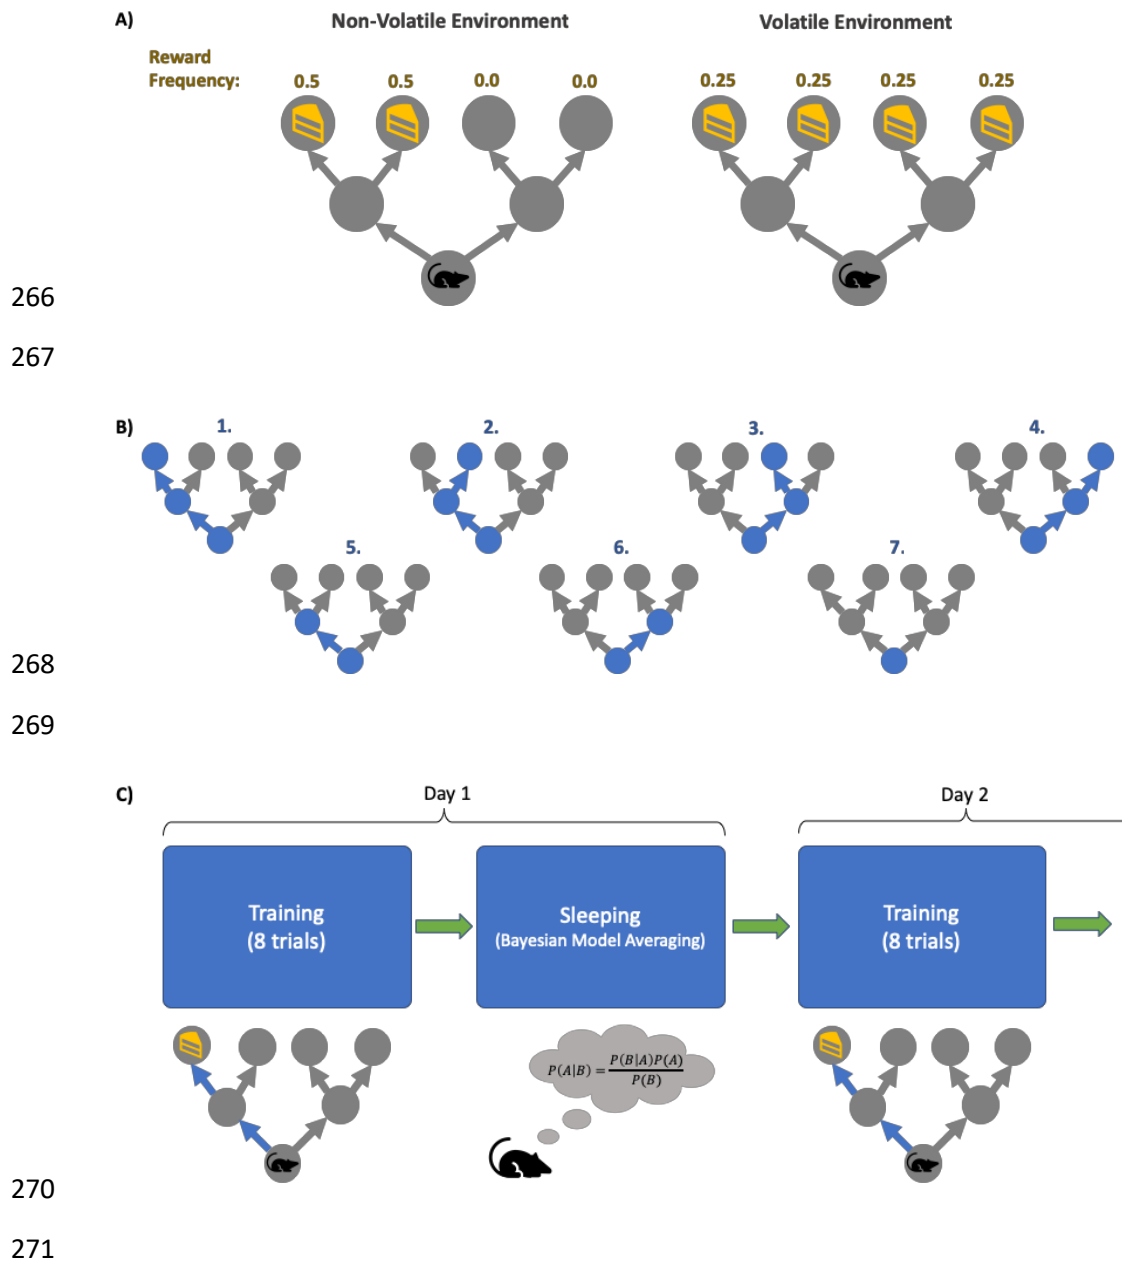 A)
Non-Volatile Environment
Volatile Environment
Reward
Frequency:
0.5
0.5
0.0
0.0
0.25
0.25
0.25
0.25
266
267
B)
1.
2.
3.
4.
5.
6.
7.
268
269
C)
Day 1
Day 2
Training
(8 trials)
Sleeping
(Bayesian Model Averaging)
Training
(8 trials)
P(A|B) = P(B|A)P(A) / P(B)
270
271